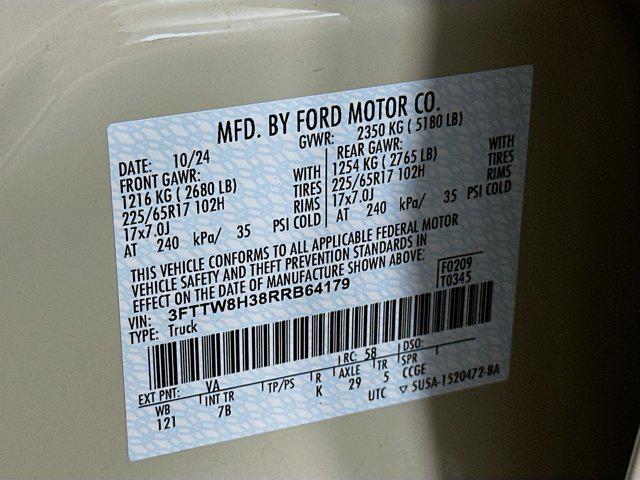 MFD. BY FORD MOTOR CO.
DATE: 10/24 GVWR: 2350 KG ( 5180 LB)
FRONT GAWR: REAR GAWR:
1216 KG ( 2680 LB) WITH 1254 KG ( 2765 LB) WITH
225/65R17 102H TIRES 225/65R17 102H TIRES
17x7.0J RIMS 17x7.0J RIMS
AT 240 kPa/ 35 PSI COLD AT 240 kPa/ 35 PSI COLD
THIS VEHICLE CONFORMS TO ALL APPLICABLE FEDERAL MOTOR
VEHICLE SAFETY AND THEFT PREVENTION STANDARDS IN
EFFECT ON THE DATE OF MANUFACTURE SHOWN ABOVE.
VIN: 3FTTW8H38RRB64179 F0209
TYPE: Truck T0345
EXT PNT: VA RC: 58 DSO:
WB INT TR TP/PS R AXLE TR SPR
121 7B K 29 5 CCGE
UTC ▽ 5U5A-1520472-BA